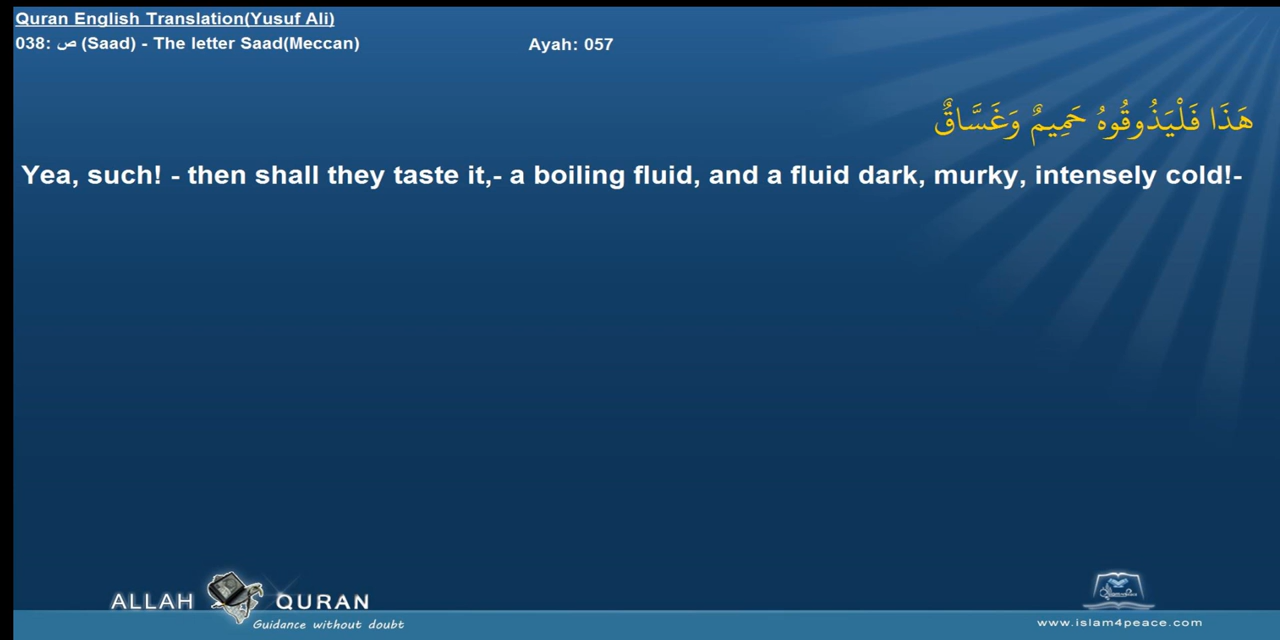 Quran English Translation(Yusuf Ali)
038: ص (Saad) - The letter Saad(Meccan)
Ayah: 057
هَذَا فَلْيَذُوقُوهُ حَمِيمٌ وَغَسَّاقٌ
Yea, such! - then shall they taste it,- a boiling fluid, and a fluid dark, murky, intensely cold!-
ALLAH QURAN
Guidance without doubt
www.islam4peace.com